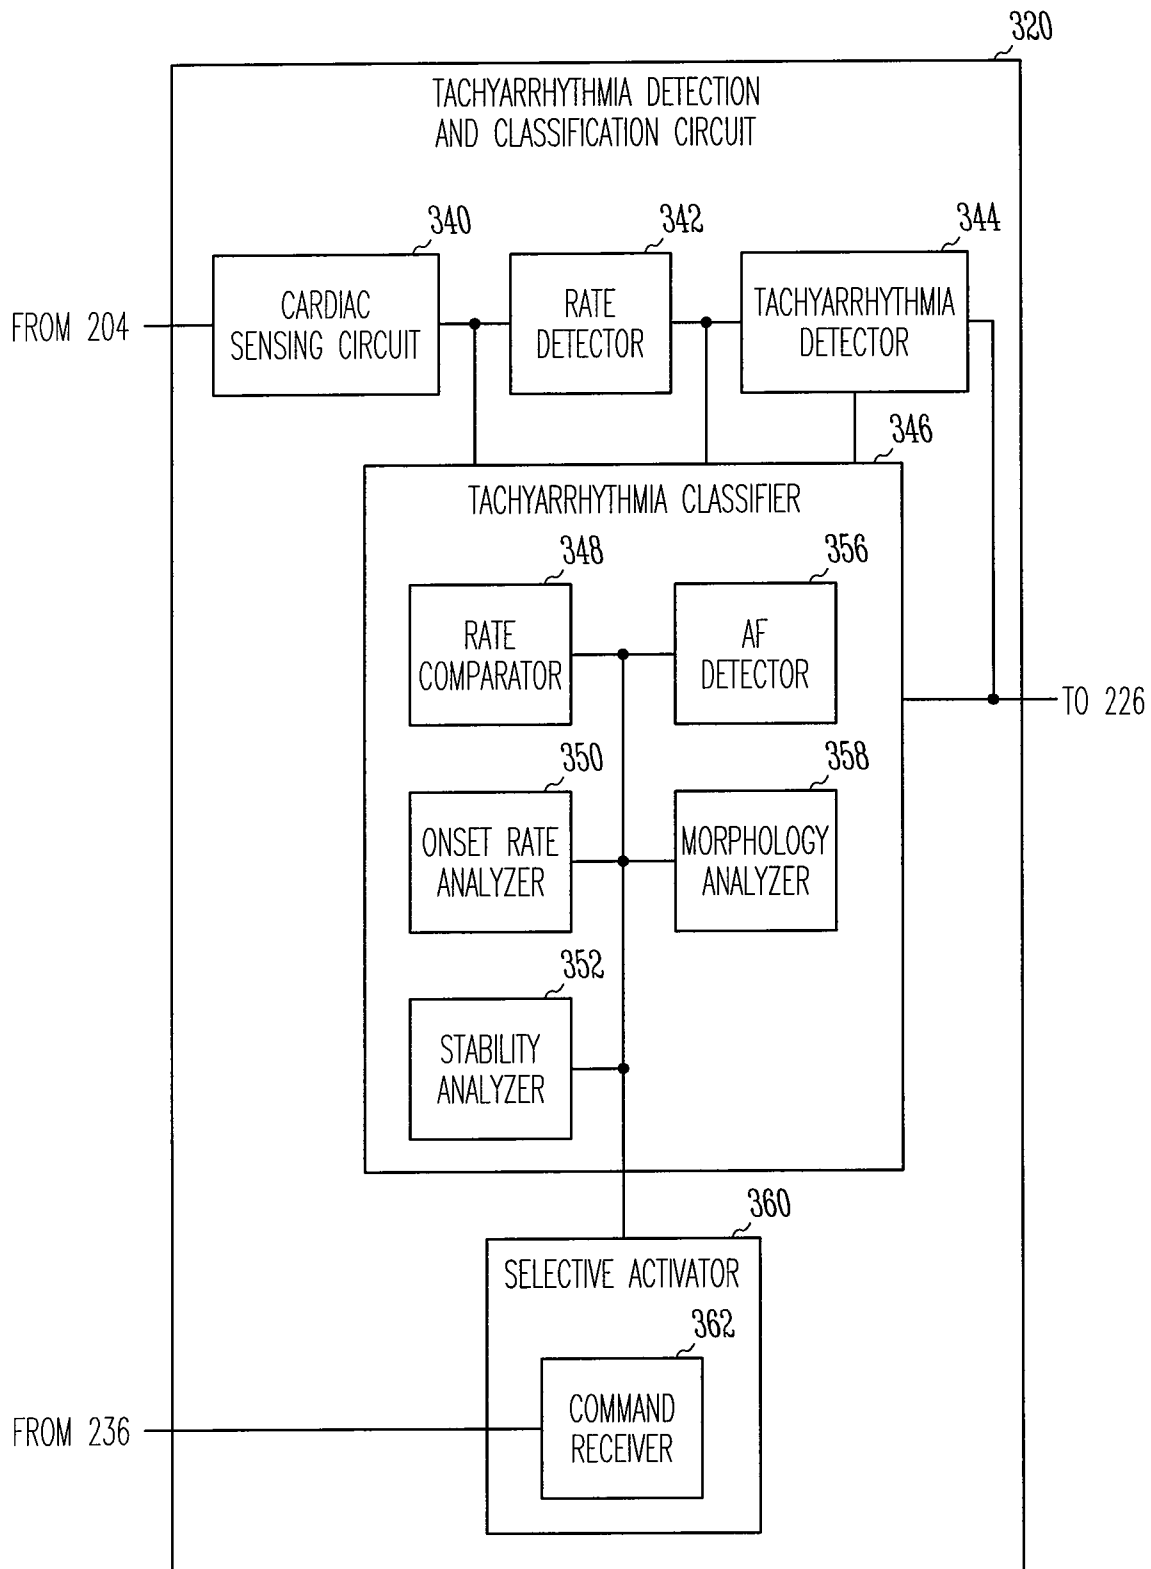 320
TACHYARRHYTHMIA DETECTION
AND CLASSIFICATION CIRCUIT
340
342
344
FROM 204
CARDIAC
SENSING CIRCUIT
RATE
DETECTOR
TACHYARRHYTHMIA
DETECTOR
346
TACHYARRHYTHMIA CLASSIFIER
348
356
RATE
COMPARATOR
AF
DETECTOR
TO 226
350
358
ONSET RATE
ANALYZER
MORPHOLOGY
ANALYZER
352
STABILITY
ANALYZER
360
SELECTIVE ACTIVATOR
362
FROM 236
COMMAND
RECEIVER